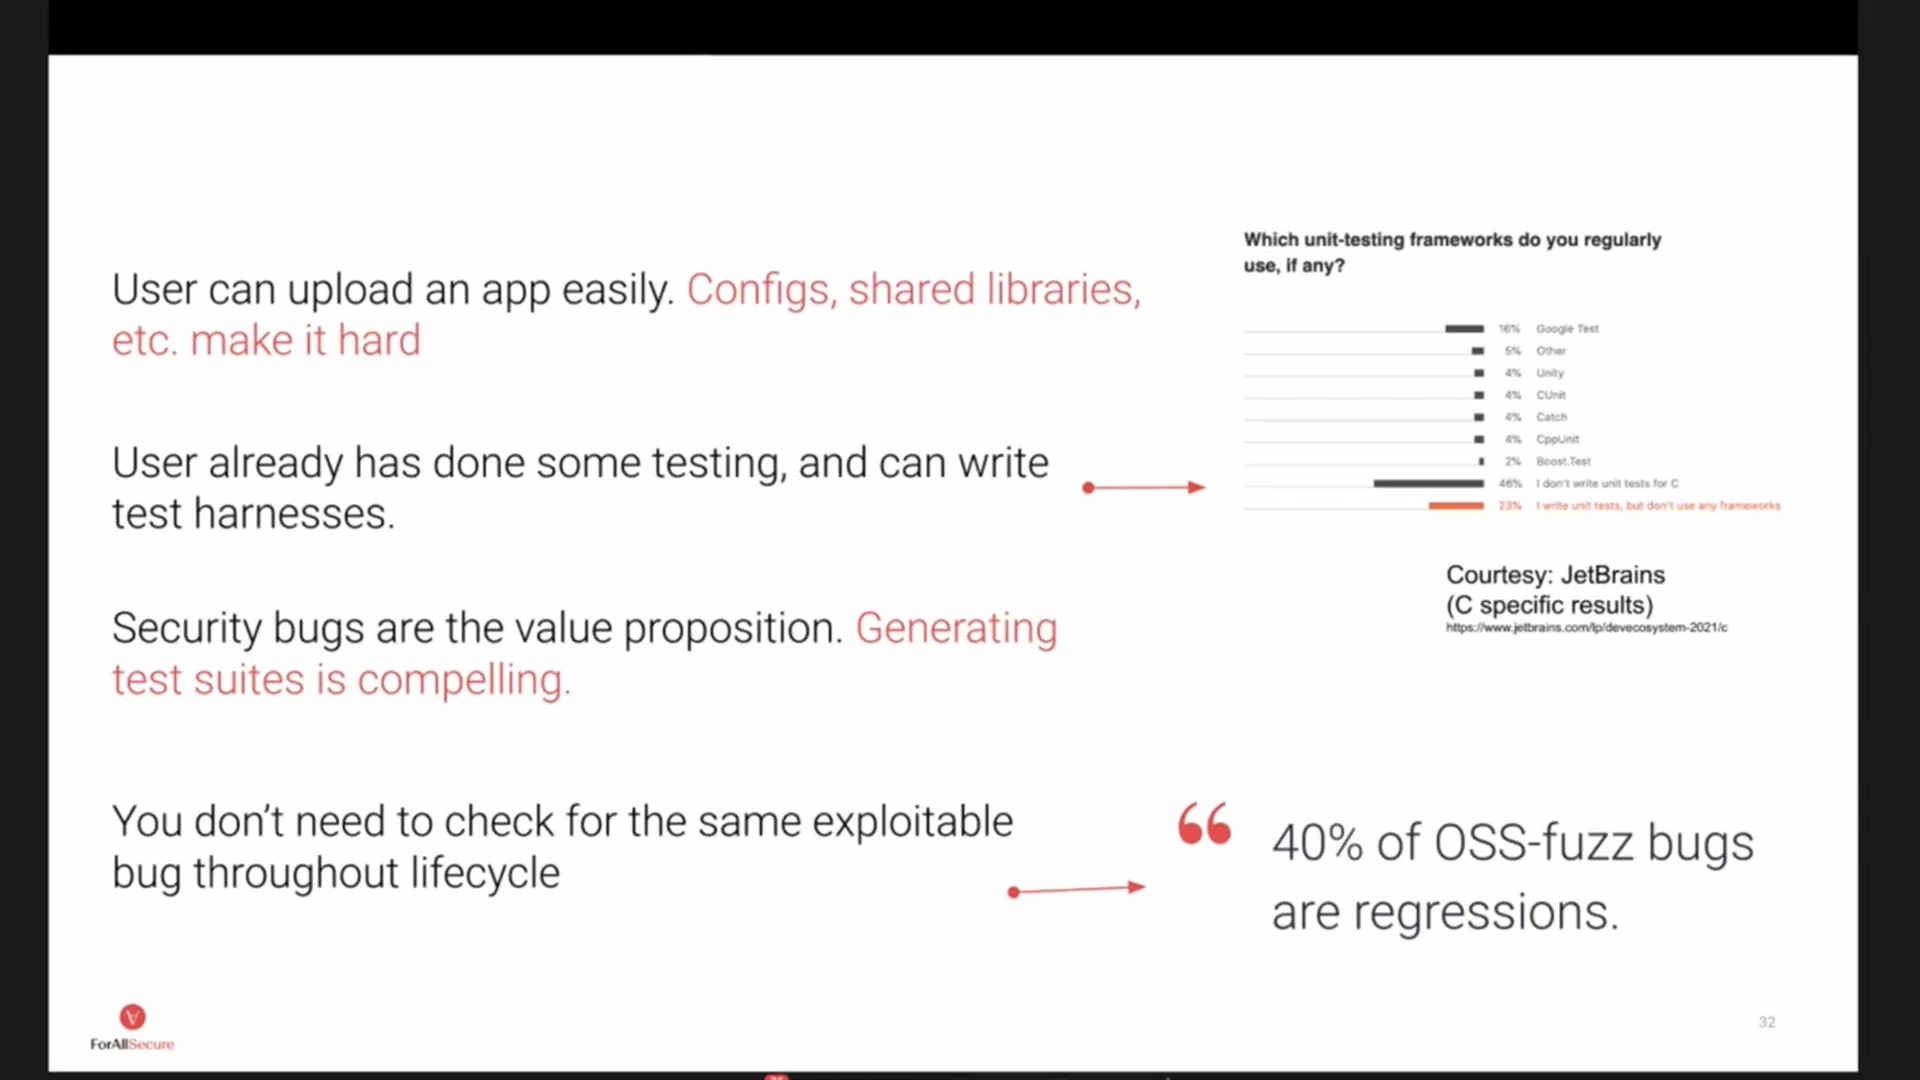 User can upload an app easily. Configs, shared libraries,
etc. make it hard
User already has done some testing, and can write
test harnesses.
Security bugs are the value proposition. Generating
test suites is compelling.
You don't need to check for the same exploitable
bug throughout lifecycle
Which unit-testing frameworks do you regularly
use, if any?
16% Google Test
5% Other
4% Unity
4% CUnit
4% Catch
4% CppUnit
2% Boost.Test
46% I don't write unit tests for C
23% I write unit tests, but don't use any frameworks
Courtesy: JetBrains
(C specific results)
https://www.jetbrains.com/lp/devecosystem-2021/c
“ 40% of OSS-fuzz bugs
are regressions.
ForAllSecure
32